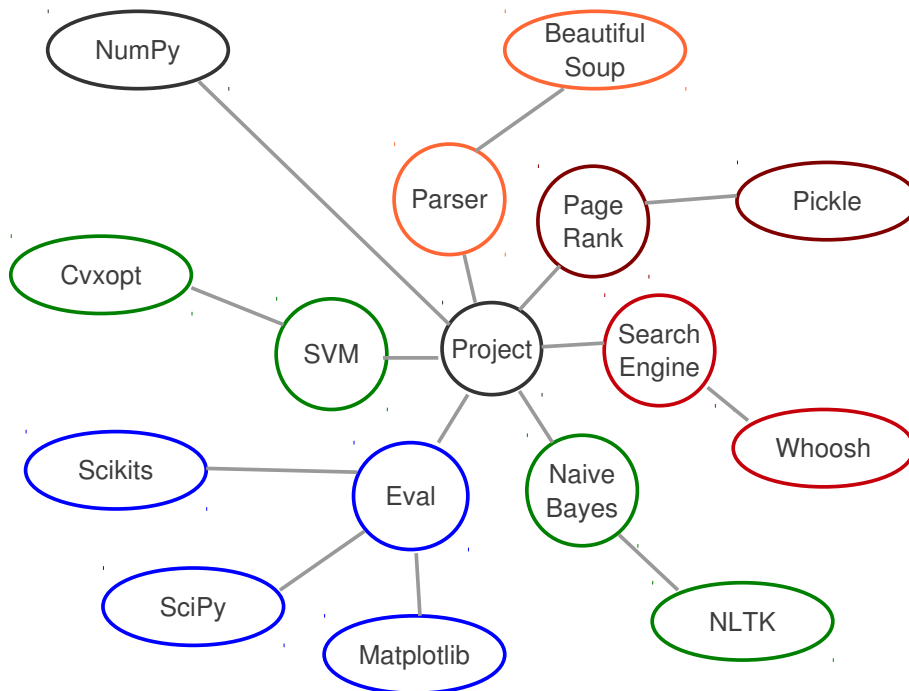 NumPy
Beautiful
Soup
Parser
Page
Rank
Pickle
Cvxopt
SVM
Project
Search
Engine
Whoosh
Scikits
Eval
Naive
Bayes
SciPy
Matplotlib
NLTK